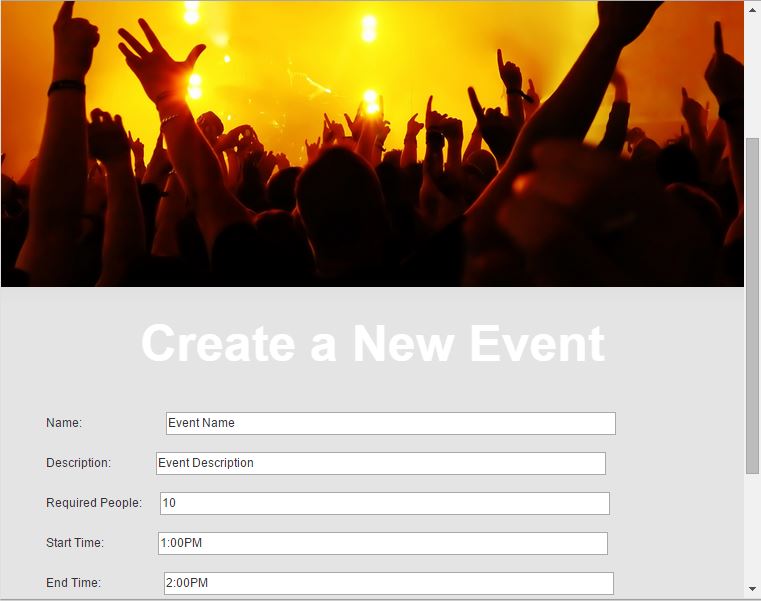 Create a New Event
Name: Event Name
Description: Event Description
Required People: 10
Start Time: 1:00PM
End Time: 2:00PM